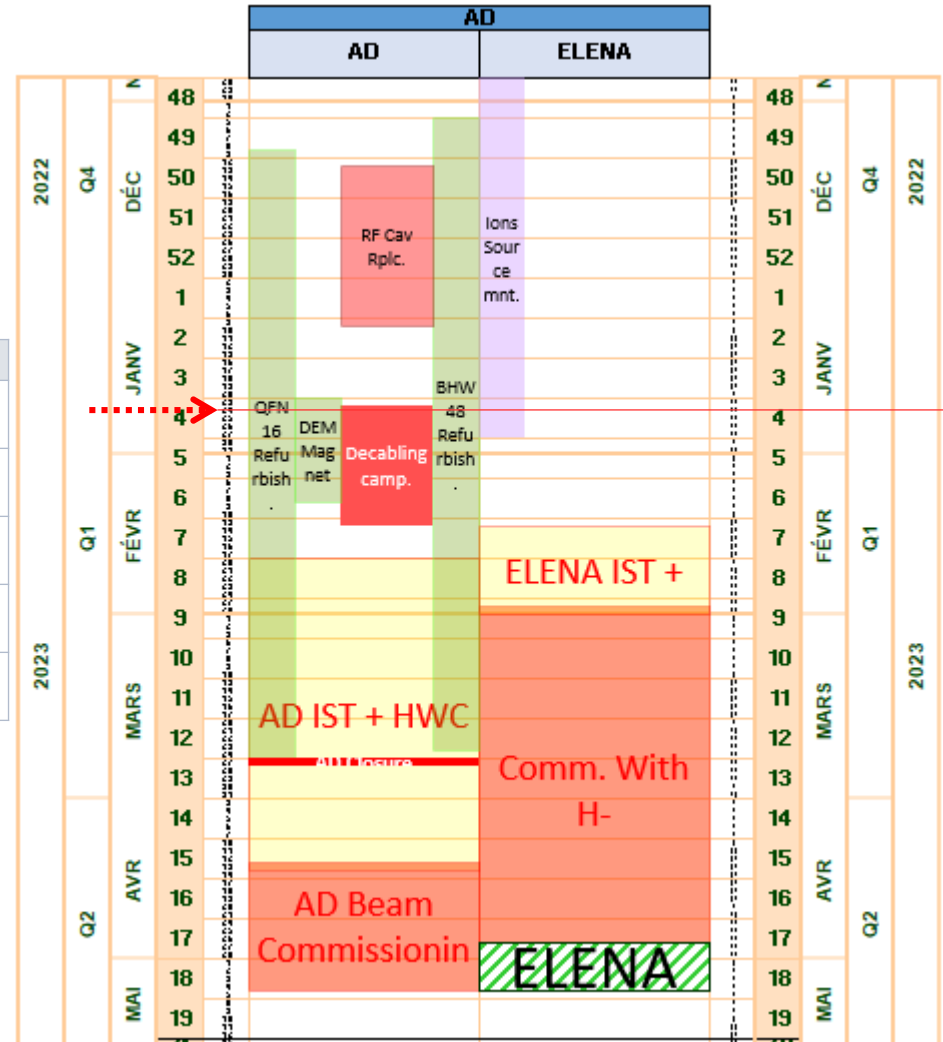 AD
AD
ELENA
2022
Q4
DÉC
48
49
50
51
52
1
2
3
4
5
6
7
8
9
10
11
12
13
14
15
16
17
18
19
JANV
FÉVR
MARS
AVR
MAI
Q1
Q2
2023
RF Cav
Rplc.
Ions
Sour
ce
mnt.
QFN
16
Refu
rbish
.
DEM
Mag
net
Decabling
camp.
BHW
48
Refu
rbish
.
ELENA IST +
AD IST + HWC
AD Closure
Comm. With
H-
AD Beam
Commissionin
ELENA
48
49
50
51
52
1
2
3
4
5
6
7
8
9
10
11
12
13
14
15
16
17
18
19
DÉC
JANV
FÉVR
MARS
AVR
MAI
Q4
Q1
Q2
2022
2023